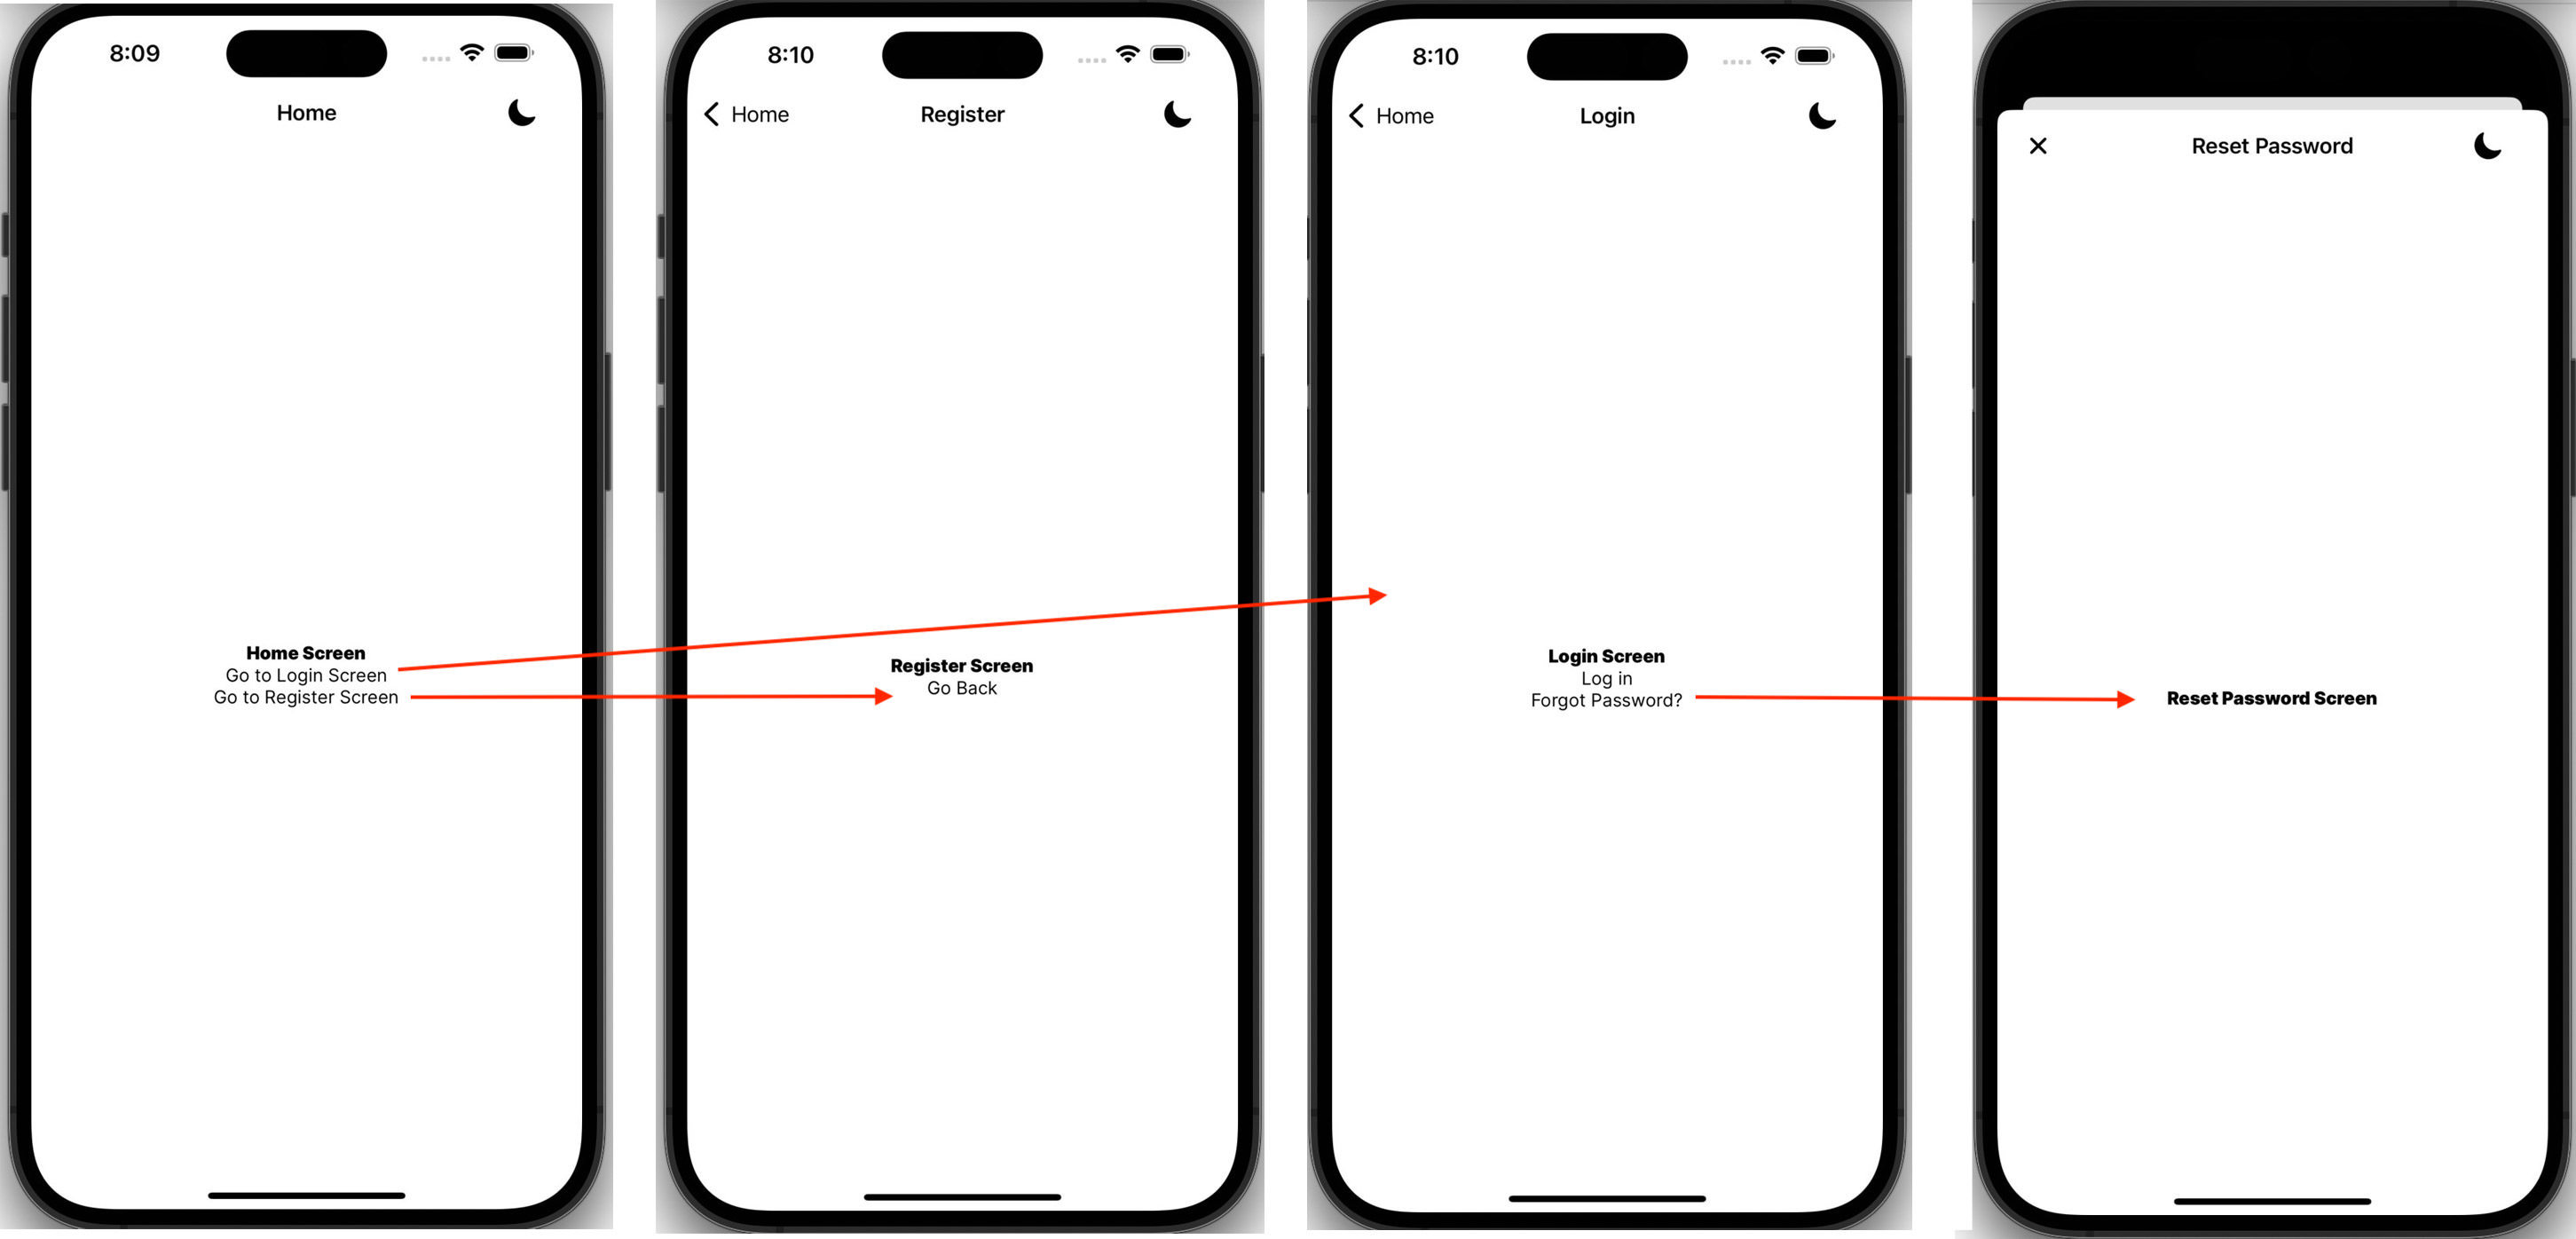 8:09
Home
Home Screen
Go to Login Screen
Go to Register Screen
8:10
Home
Register
Register Screen
Go Back
8:10
Home
Login
Login Screen
Log in
Forgot Password?
Reset Password
Reset Password Screen